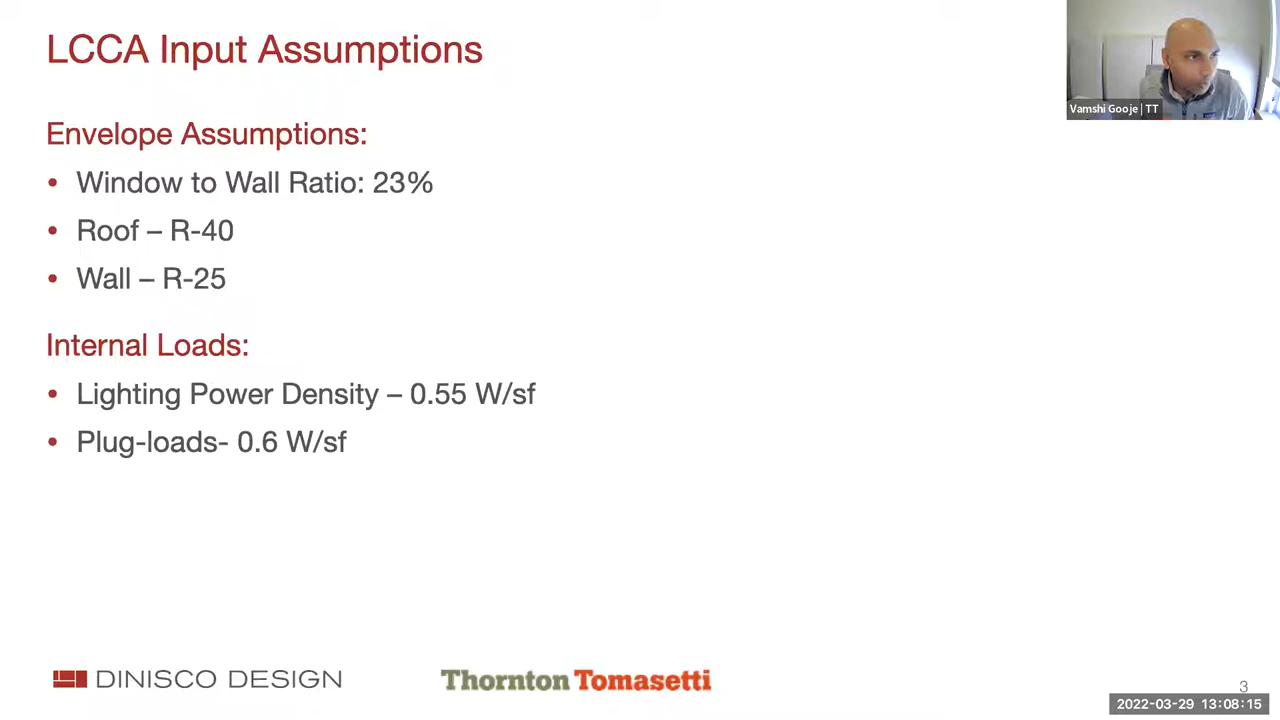 LCCA Input Assumptions
Vamshi Gooje | TT
Envelope Assumptions:
• Window to Wall Ratio: 23%
• Roof – R-40
• Wall – R-25
Internal Loads:
• Lighting Power Density – 0.55 W/sf
• Plug-loads- 0.6 W/sf
DINISCO DESIGN
Thornton Tomasetti
3
2022-03-29 13:08:15